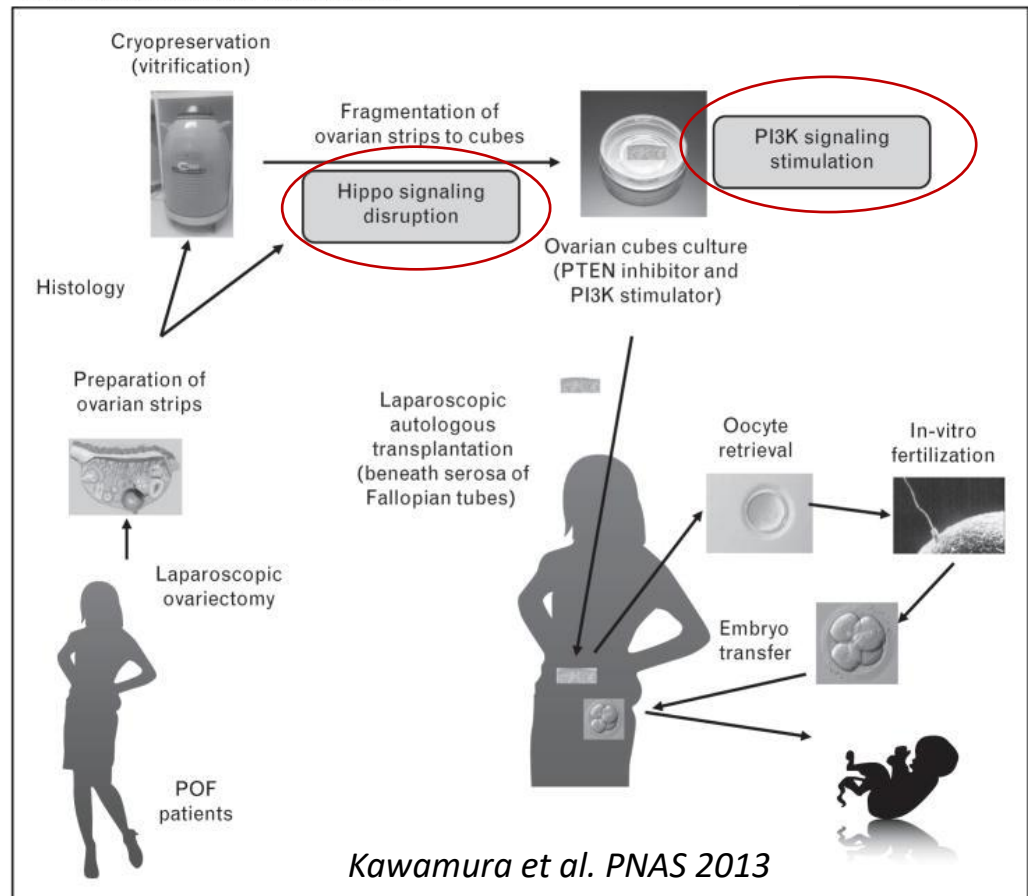 Cryopreservation
(vitrification)
Fragmentation of
ovarian strips to cubes
Hippo signaling
disruption
PI3K signaling
stimulation
Ovarian cubes culture
(PTEN inhibitor and
PI3K stimulator)
Histology
Preparation of
ovarian strips
Laparoscopic
autologous
transplantation
(beneath serosa of
Fallopian tubes)
Oocyte
retrieval
In-vitro
fertilization
Laparoscopic
ovariectomy
Embryo
transfer
POF
patients
Kawamura et al. PNAS 2013